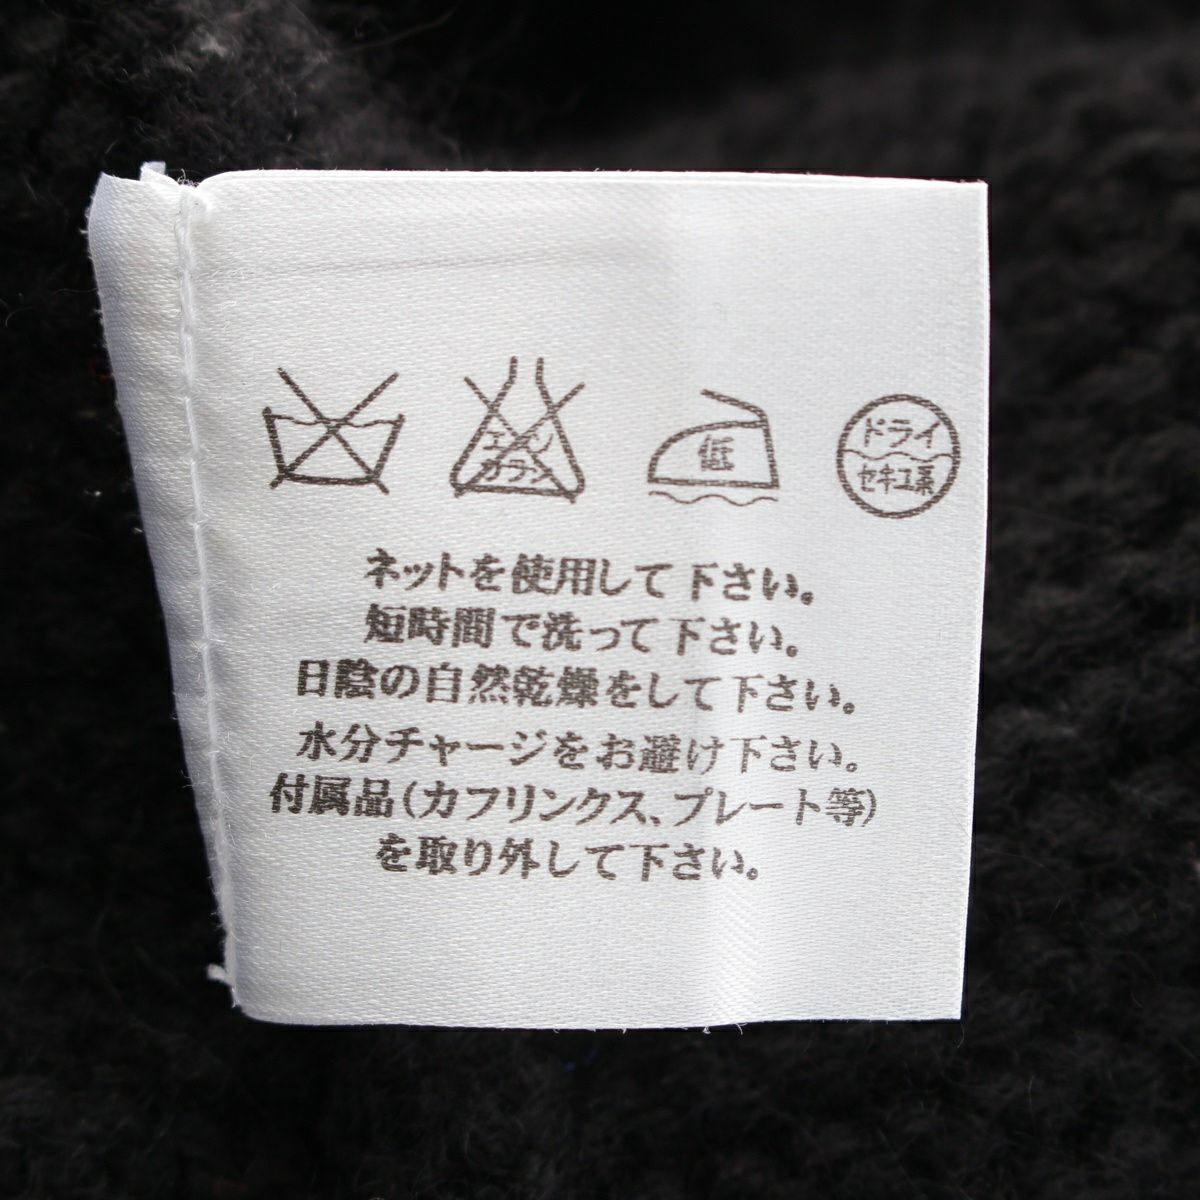 エンソ 低 ドライ
サラシ セキユ系
ネットを使用して下さい。
短時間で洗って下さい。
日陰の自然乾燥をして下さい。
水分チャージをお避け下さい。
付属品(カフリンクス、プレート等)
を取り外して下さい。